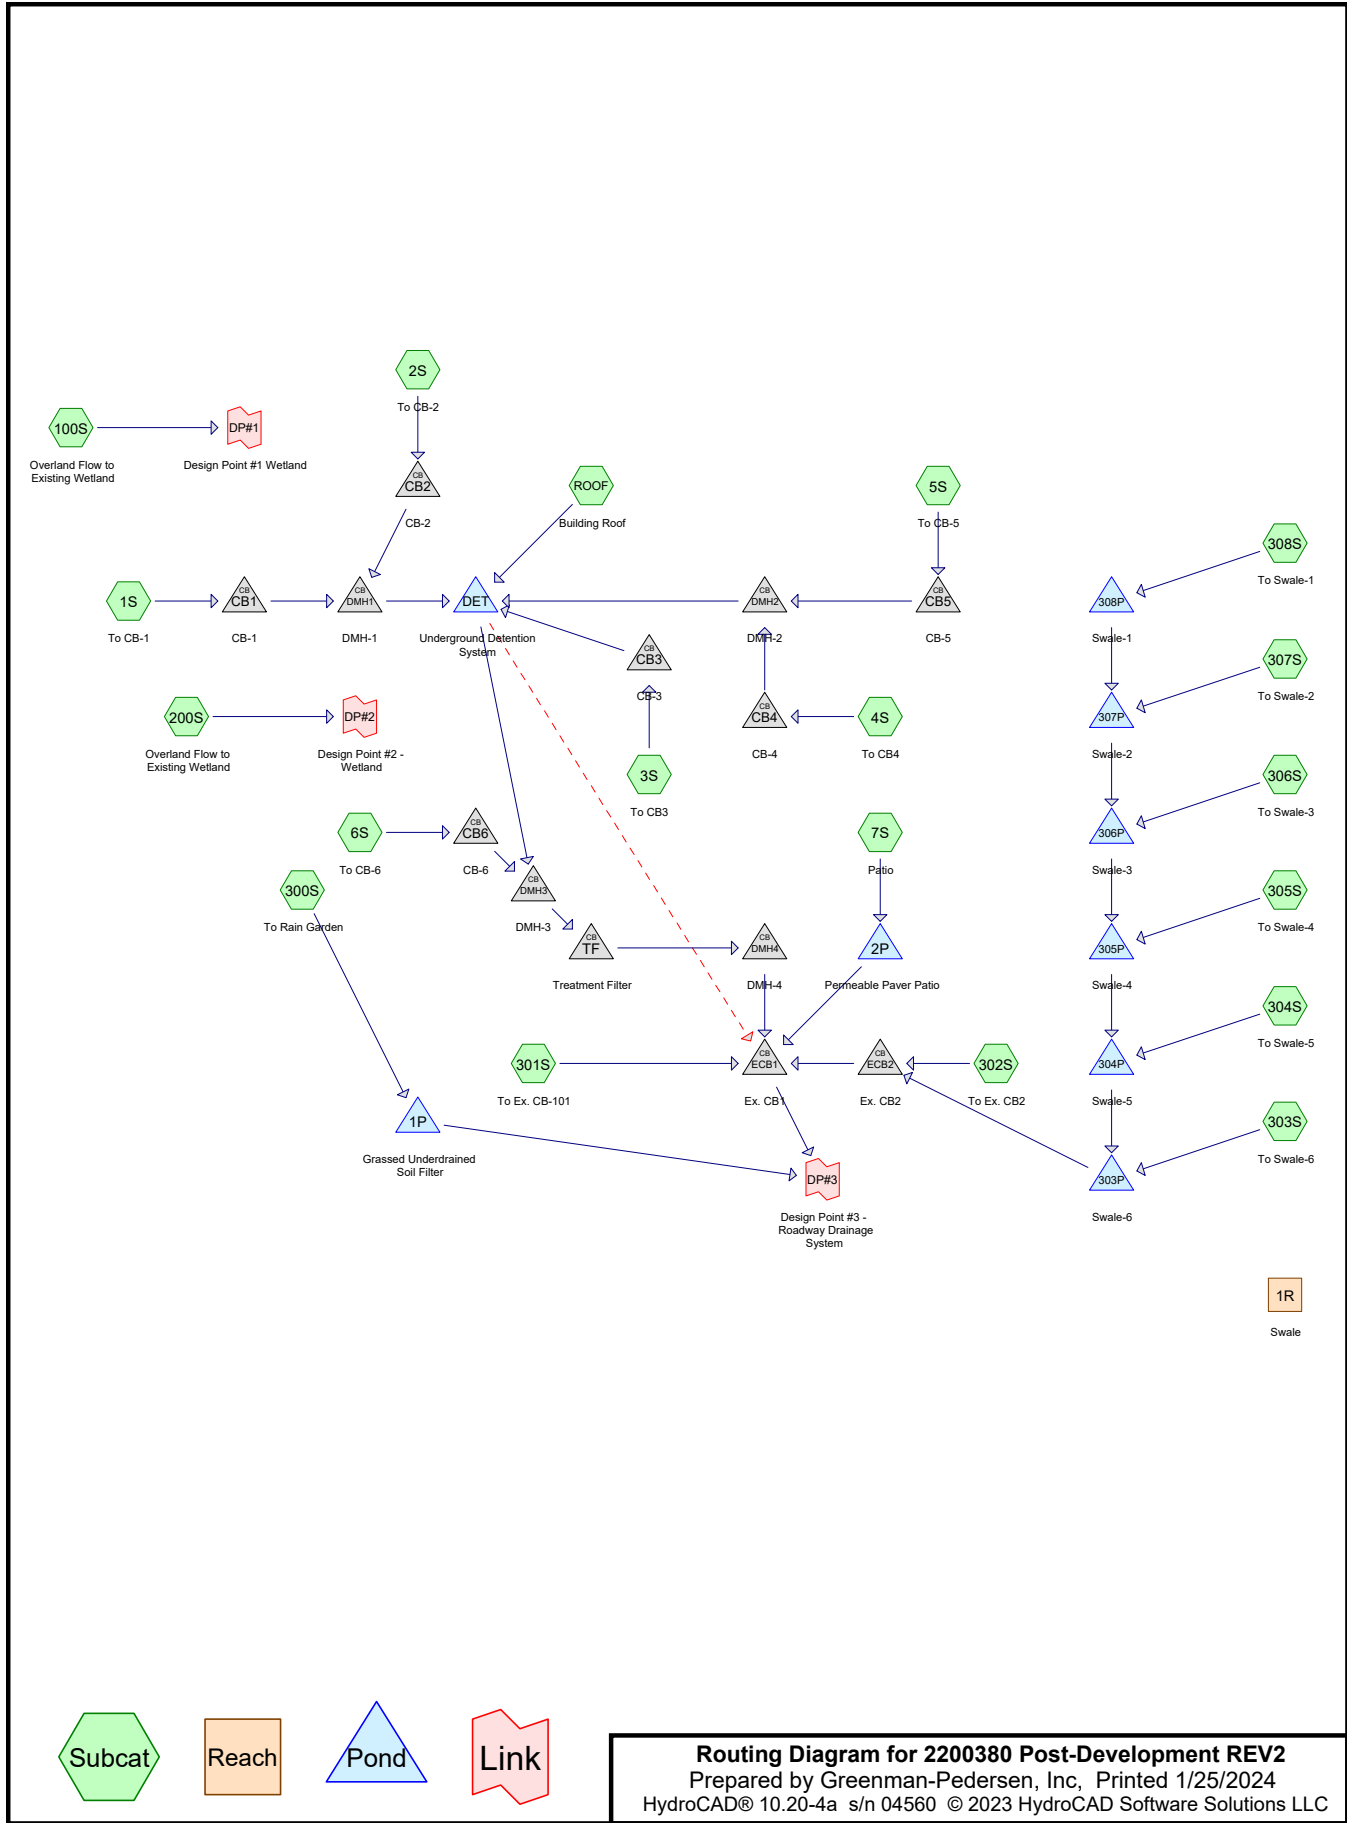 2S
To CB-2
100S
Overland Flow to
Existing Wetland
DP#1
Design Point #1 Wetland
CB
CB2
CB-2
ROOF
Building Roof
5S
To CB-5
308S
To Swale-1
1S
To CB-1
CB
CB1
CB-1
CB
DMH1
DMH-1
DET
Underground Detention
System
CB
DMH2
DMH-2
CB
CB5
CB-5
308P
Swale-1
CB
CB3
CB-3
307S
To Swale-2
200S
Overland Flow to
Existing Wetland
DP#2
Design Point #2 -
Wetland
CB
CB4
CB-4
4S
To CB4
307P
Swale-2
3S
To CB3
306S
To Swale-3
6S
To CB-6
CB
CB6
CB-6
7S
Patio
306P
Swale-3
300S
To Rain Garden
CB
DMH3
DMH-3
305S
To Swale-4
CB
TF
Treatment Filter
CB
DMH4
DMH-4
2P
Permeable Paver Patio
305P
Swale-4
304S
To Swale-5
301S
To Ex. CB-101
CB
ECB1
Ex. CB1
CB
ECB2
Ex. CB2
302S
To Ex. CB2
304P
Swale-5
1P
Grassed Underdrained
Soil Filter
303S
To Swale-6
DP#3
Design Point #3 -
Roadway Drainage
System
303P
Swale-6
1R
Swale
Subcat
Reach
Pond
Link
Routing Diagram for 2200380 Post-Development REV2
Prepared by Greenman-Pedersen, Inc, Printed 1/25/2024
HydroCAD® 10.20-4a s/n 04560 © 2023 HydroCAD Software Solutions LLC